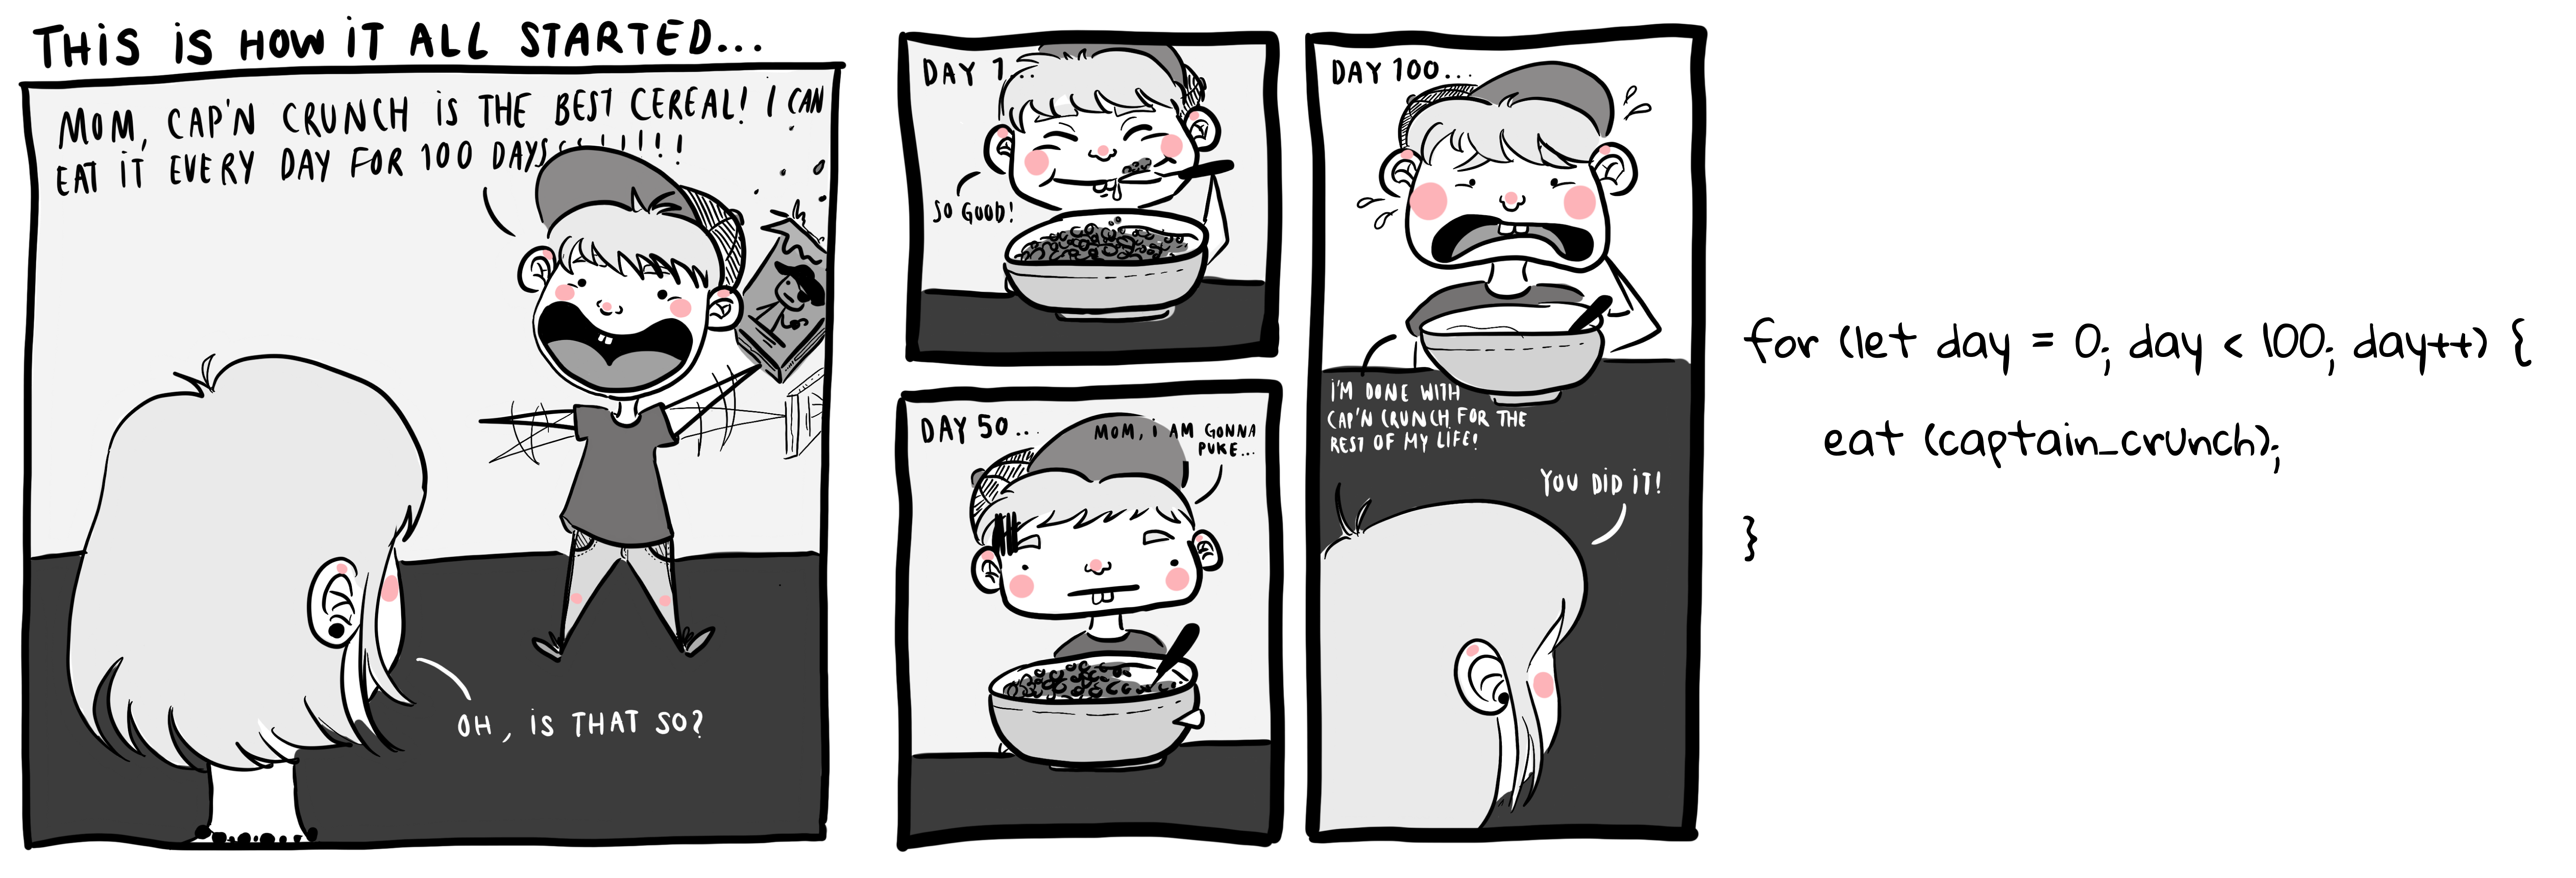 THIS IS HOW IT ALL STARTED...
MOM, CAP'N CRUNCH IS THE BEST CEREAL! I CAN
EAT IT EVERY DAY FOR 100 DAYSSS!!!!!!
OH, IS THAT SO?
DAY 1...
SO GOOD!
DAY 50...
MOM, I AM GONNA
PUKE...
DAY 100...
I'M DONE WITH
CAP'N CRUNCH FOR THE
REST OF MY LIFE!
YOU DID IT!
for (let day = 0; day < 100; day++) {
eat (captain_crunch);
}